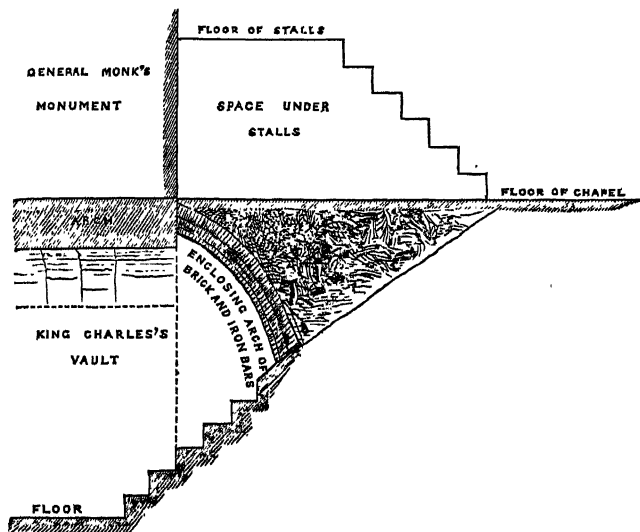 FLOOR OF STALLS
GENERAL MONK'S
MONUMENT
SPACE UNDER
STALLS
FLOOR OF CHAPEL
ARCH
ENCLOSING ARCH OF
BRICK AND IRON BARS
KING CHARLES'S
VAULT
FLOOR